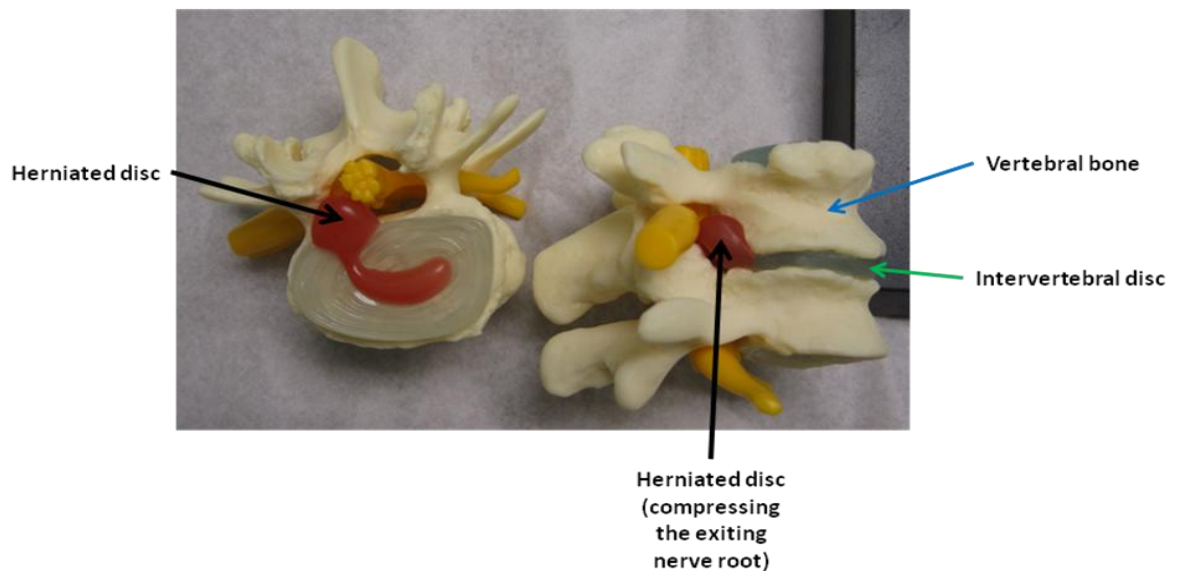 Herniated disc
Vertebral bone
Intervertebral disc
Herniated disc
(compressing
the exiting
nerve root)